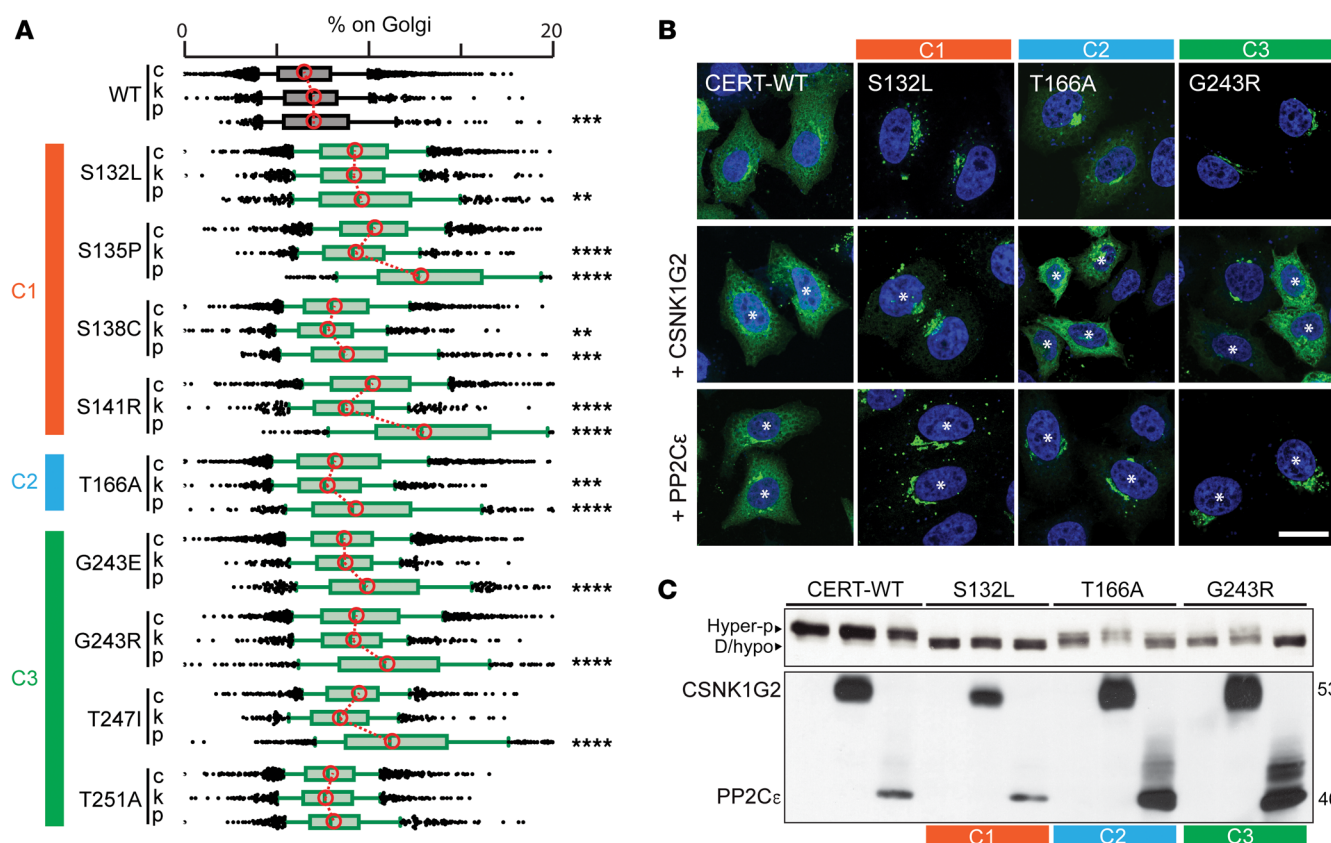 A
% on Golgi
0
20
WT
c
k
p
***
C1
S132L
c
k
p
**
S135P
c
k
p
****
****
S138C
c
k
p
**
***
S141R
c
k
p
****
****
C2
T166A
c
k
p
***
****
C3
G243E
c
k
p
****
G243R
c
k
p
****
T247I
c
k
p
****
T251A
c
k
p
B
C1
C2
C3
CERT-WT
S132L
T166A
G243R
+ CSNK1G2
* * * * * * * * * *
+ PP2Cε
* * * * * * * *
C
CERT-WT
S132L
T166A
G243R
Hyper-p
D/hypo
CSNK1G2
PP2Cε
C1
C2
C3